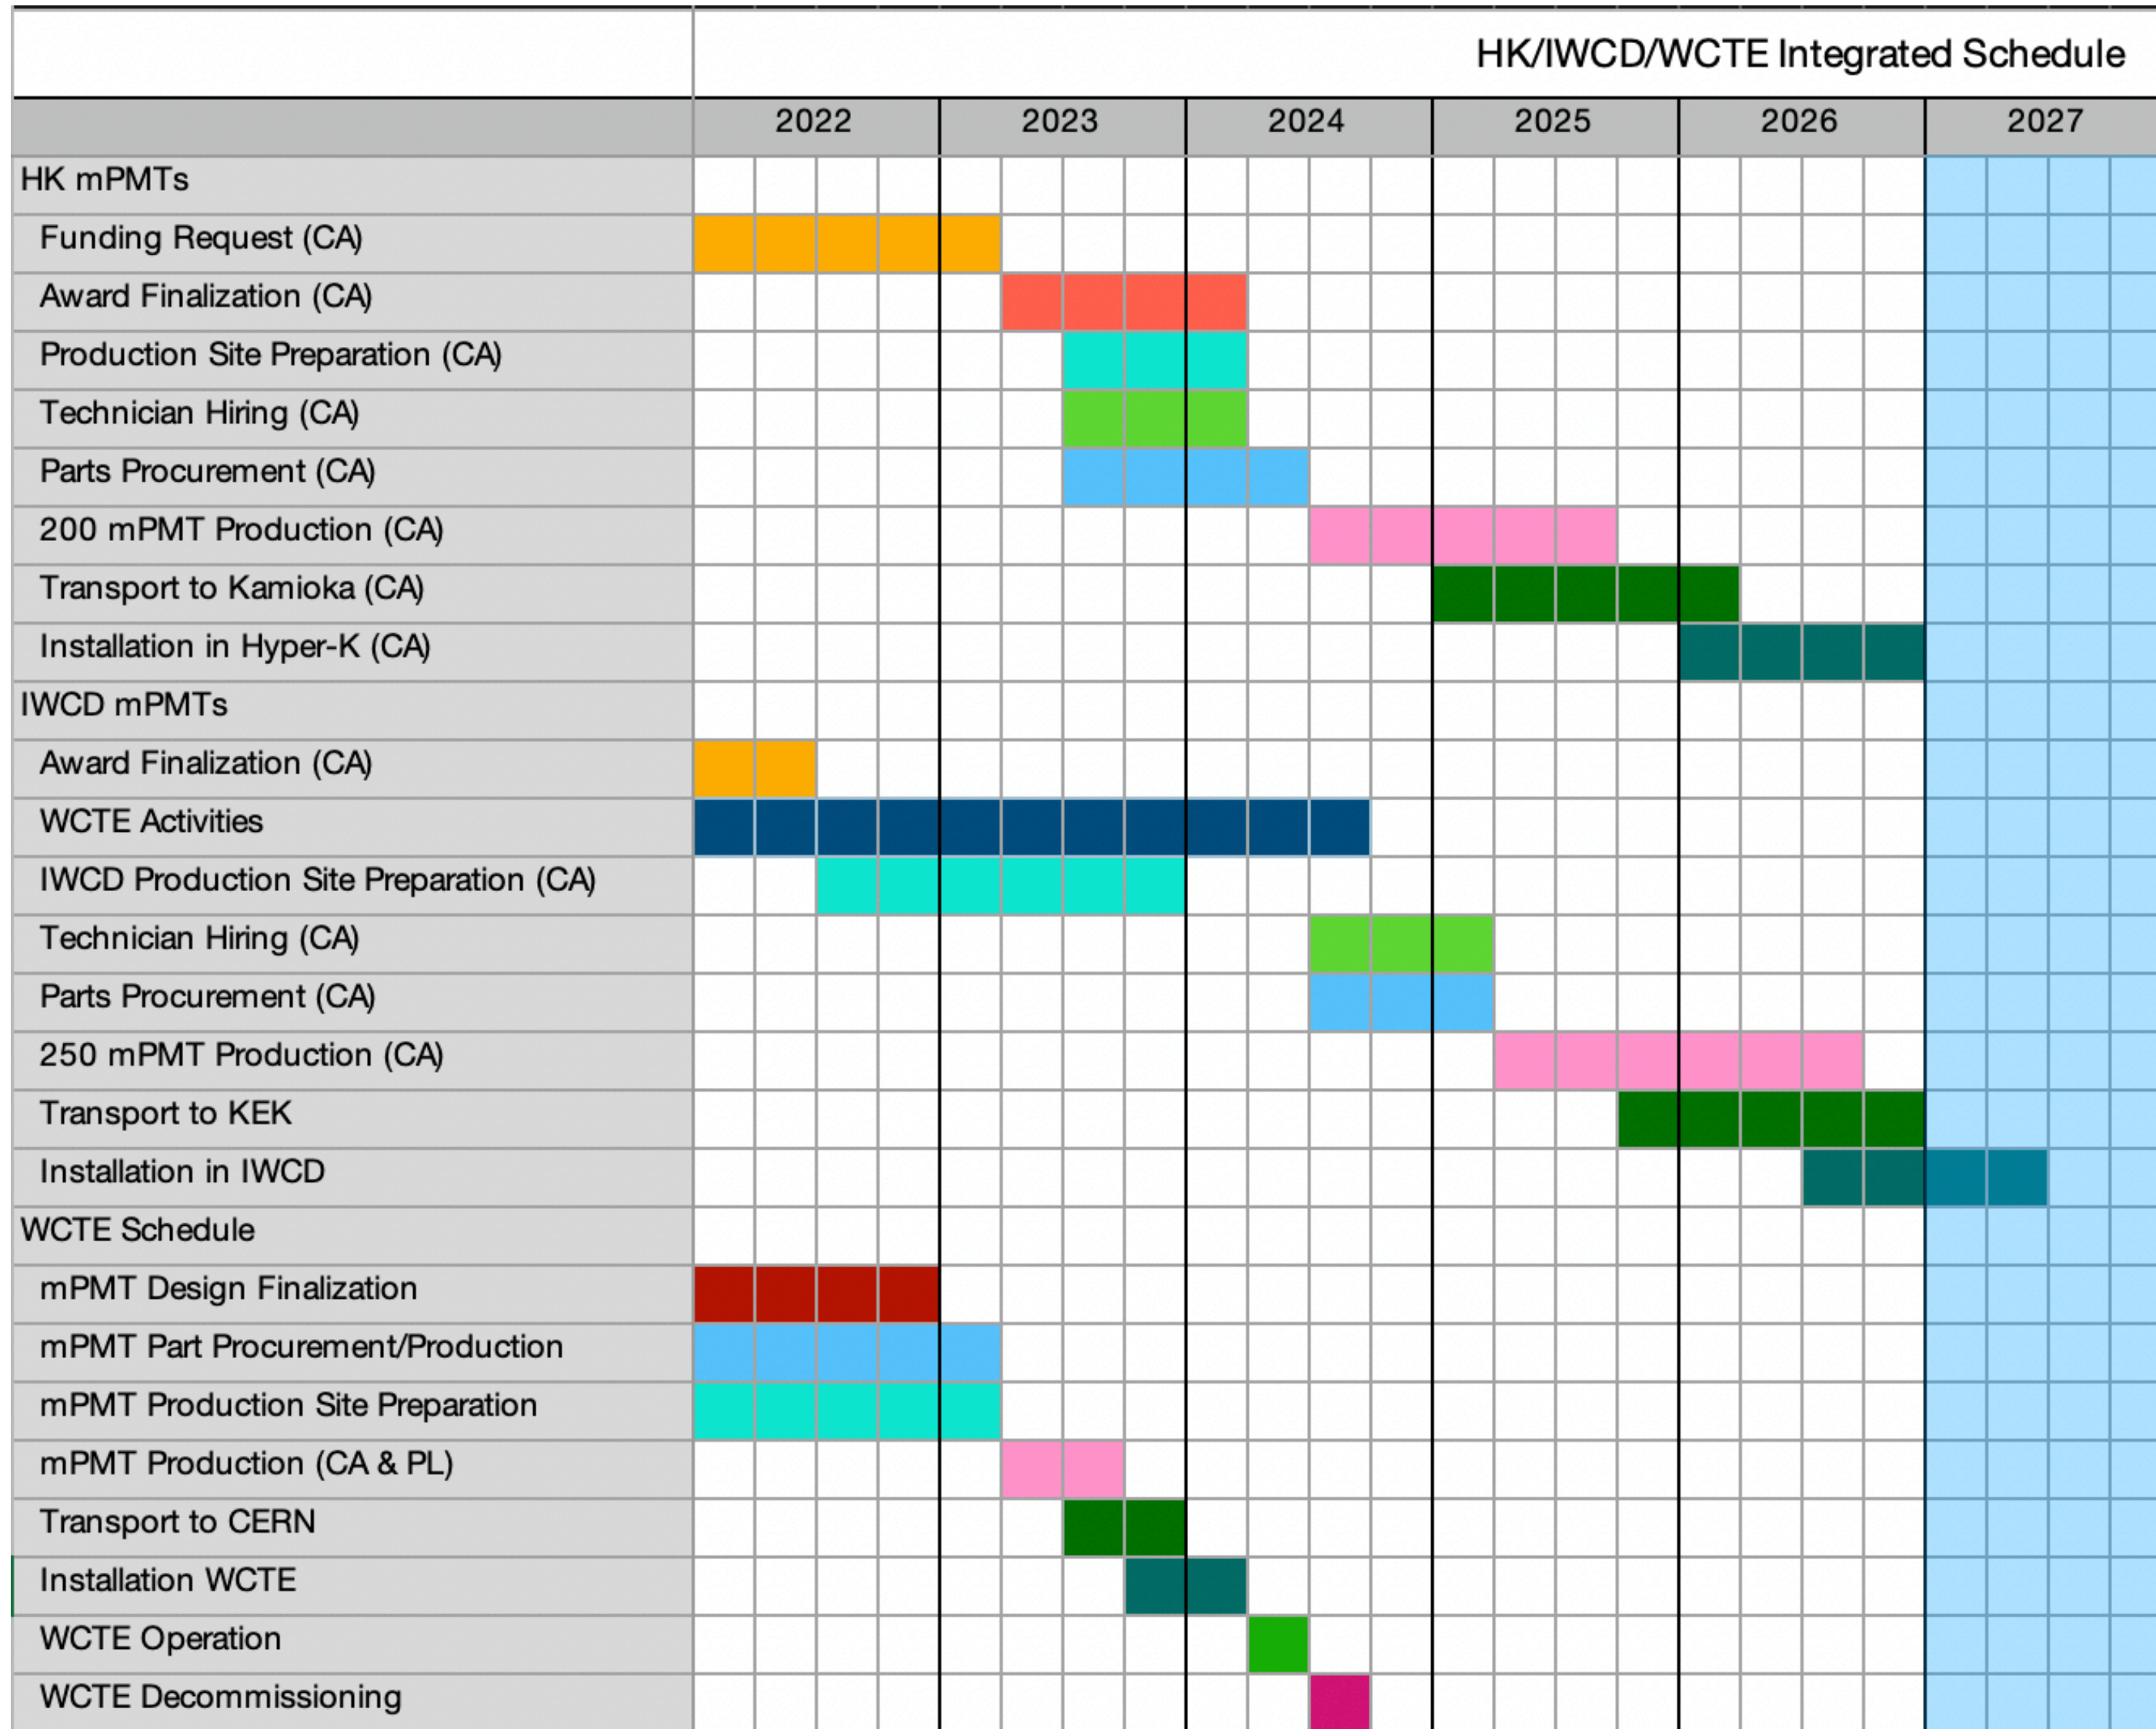 HK/IWCD/WCTE Integrated Schedule
2022 2023 2024 2025 2026 2027
HK mPMTs
Funding Request (CA)
Award Finalization (CA)
Production Site Preparation (CA)
Technician Hiring (CA)
Parts Procurement (CA)
200 mPMT Production (CA)
Transport to Kamioka (CA)
Installation in Hyper-K (CA)
IWCD mPMTs
Award Finalization (CA)
WCTE Activities
IWCD Production Site Preparation (CA)
Technician Hiring (CA)
Parts Procurement (CA)
250 mPMT Production (CA)
Transport to KEK
Installation in IWCD
WCTE Schedule
mPMT Design Finalization
mPMT Part Procurement/Production
mPMT Production Site Preparation
mPMT Production (CA & PL)
Transport to CERN
Installation WCTE
WCTE Operation
WCTE Decommissioning